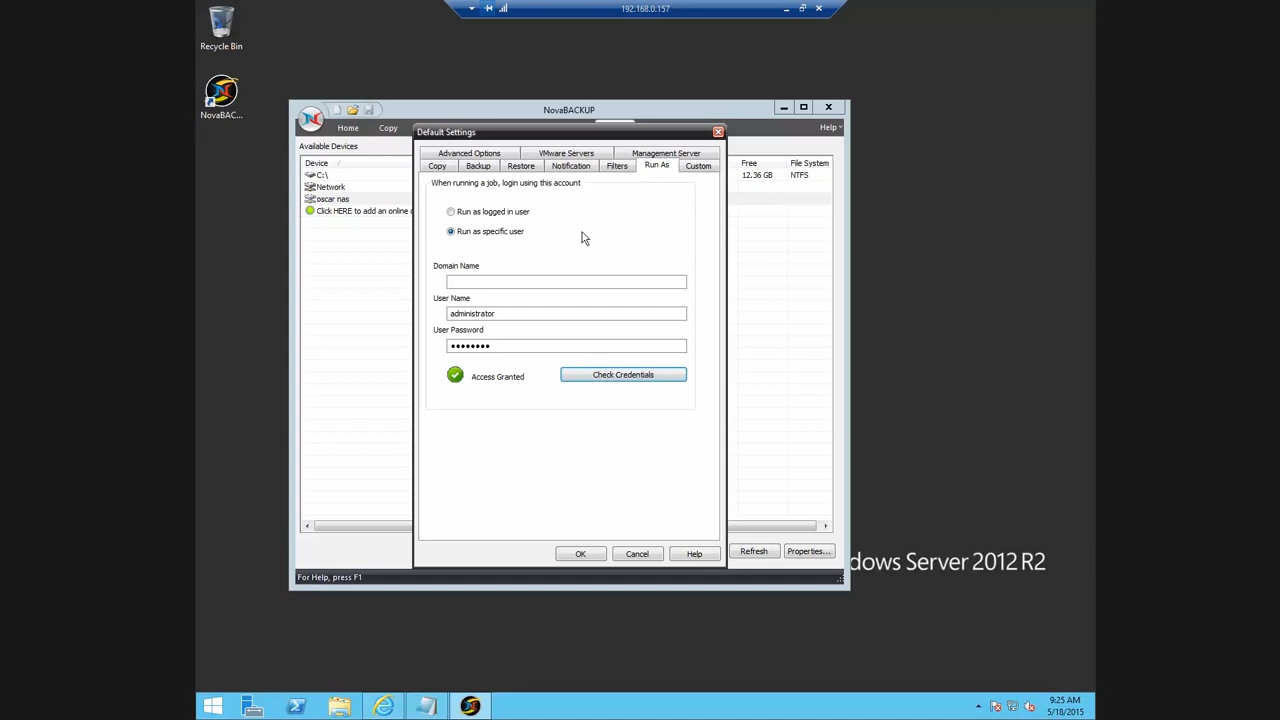 192.168.0.157
Recycle Bin
NovaBAC...
NovaBACKUP
Home
Copy
Help
Available Devices
Device
Free
File System
C:\
12.36 GB
NTFS
Network
oscar nas
Click HERE to add an online
Default Settings
Advanced Options
VMware Servers
Management Server
Copy
Backup
Restore
Notification
Filters
Run As
Custom
When running a job, login using this account
Run as logged in user
Run as specific user
Domain Name
User Name
administrator
User Password
●●●●●●●●
Access Granted
Check Credentials
OK
Cancel
Help
Refresh
Properties...
For Help, press F1
dows Server 2012 R2
9:25 AM
5/18/2015